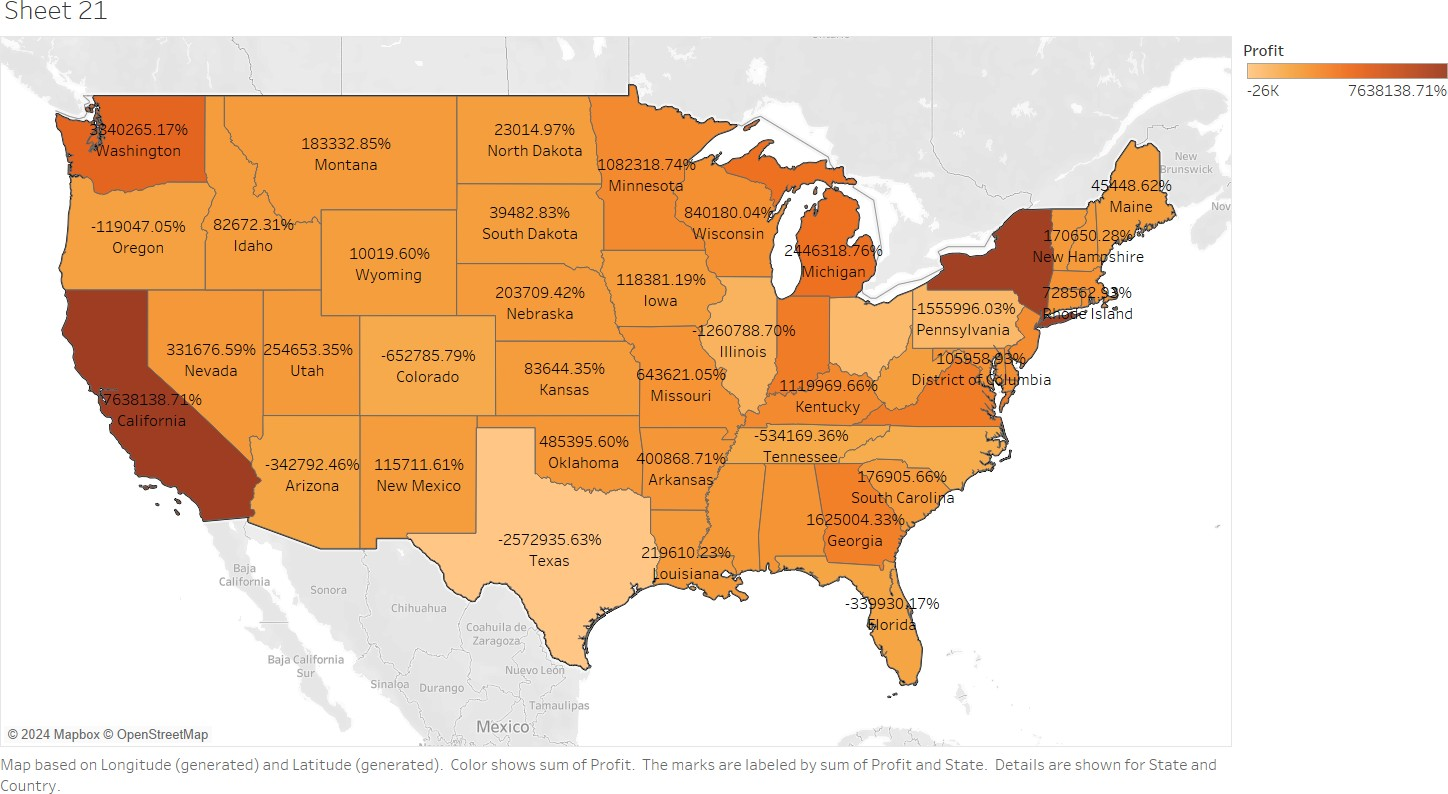 Sheet 21
Profit
-26K 7638138.71%
3340265.17%
Washington
183332.85%
Montana
23014.97%
North Dakota
1082318.74%
Minnesota
New
Brunswick
45448.62%
Maine
Nov
-119047.05%
Oregon
82672.31%
Idaho
39482.83%
South Dakota
840180.04%
Wisconsin
170650.28%
New Hampshire
10019.60%
Wyoming
2446318.76%
Michigan
203709.42%
Nebraska
118381.19%
Iowa
728562.93%
Rhode Island
-1555996.03%
Pennsylvania
-1260788.70%
Illinois
331676.59%
Nevada
254653.35%
Utah
-652785.79%
Colorado
105958.93%
District of Columbia
83644.35%
Kansas
643621.05%
Missouri
1119969.66%
Kentucky
7638138.71%
California
-534169.36%
Tennessee
485395.60%
Oklahoma
400868.71%
Arkansas
-342792.46%
Arizona
115711.61%
New Mexico
176905.66%
South Carolina
1625004.33%
Georgia
-2572935.63%
Texas
219610.23%
Louisiana
Baja
California
Sonora
Chihuahua
-339930.17%
Florida
Coahuila de
Zaragoza
Baja California
Sur
Nuevo León
Sinaloa
Durango
Tamaulipas
Mexico
© 2024 Mapbox © OpenStreetMap
Map based on Longitude (generated) and Latitude (generated). Color shows sum of Profit. The marks are labeled by sum of Profit and State. Details are shown for State and
Country.